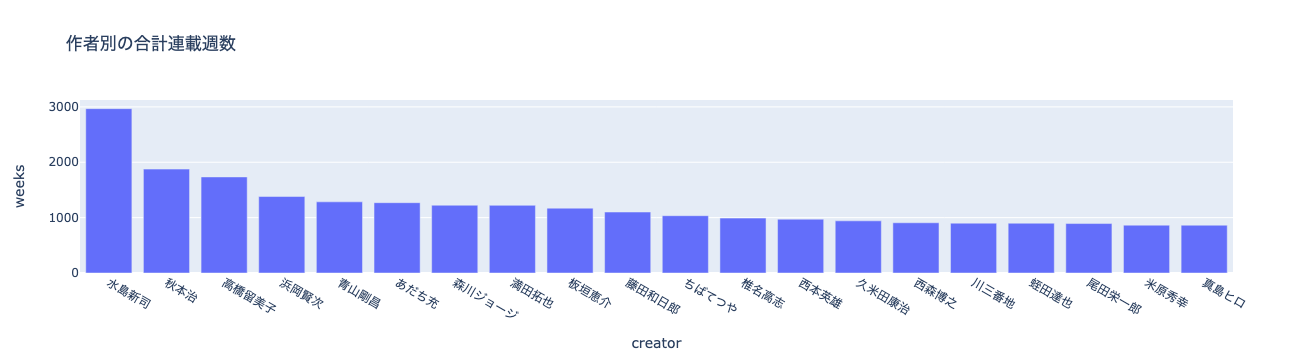 作者別の合計連載週数
weeks
3000
2000
1000
0
水島新司
秋本治
高橋留美子
浜岡賢次
青山剛昌
あだち充
森川ジョージ
満田拓也
板垣恵介
藤田和日郎
ちばてつや
椎名高志
西本英雄
久米田康治
西森博之
川三番地
蛭田達也
尾田栄一郎
米原秀幸
真島ヒロ
creator